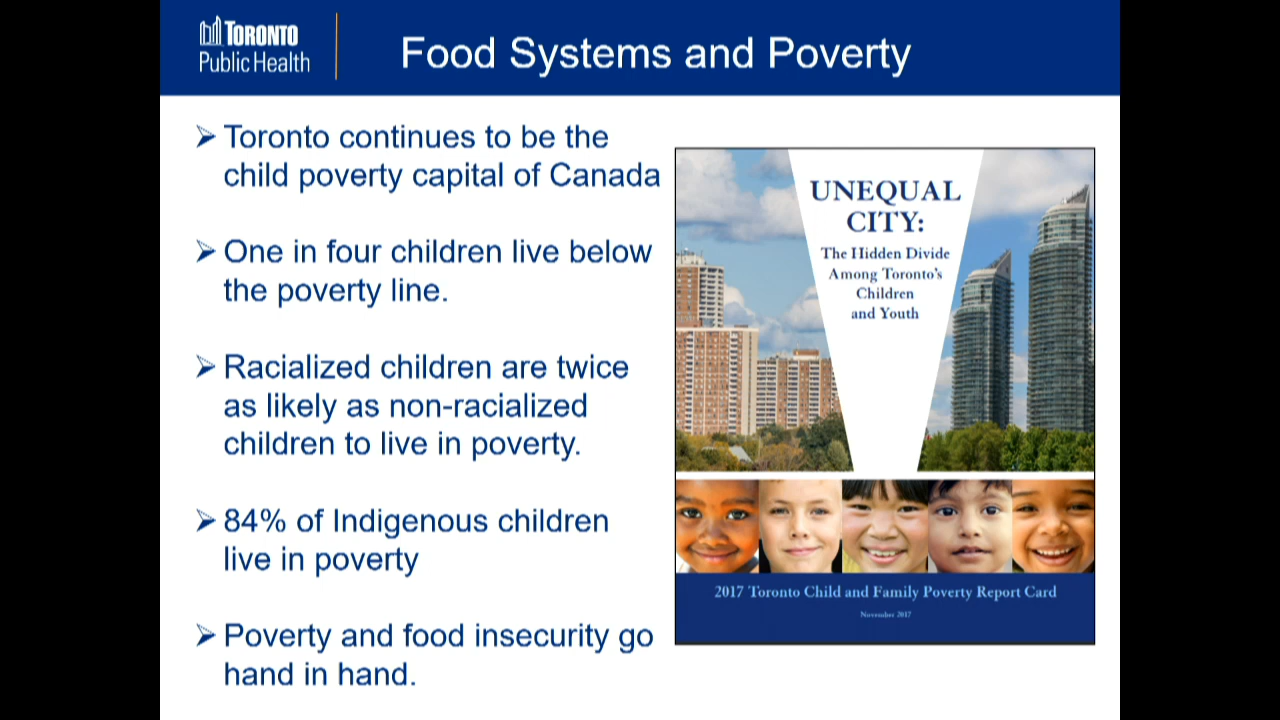 TORONTO
Public Health
Food Systems and Poverty
➢ Toronto continues to be the
child poverty capital of Canada
➢ One in four children live below
the poverty line.
➢ Racialized children are twice
as likely as non-racialized
children to live in poverty.
➢ 84% of Indigenous children
live in poverty
➢ Poverty and food insecurity go
hand in hand.
UNEQUAL
CITY:
The Hidden Divide
Among Toronto's
Children
and Youth
2017 Toronto Child and Family Poverty Report Card
November 2017